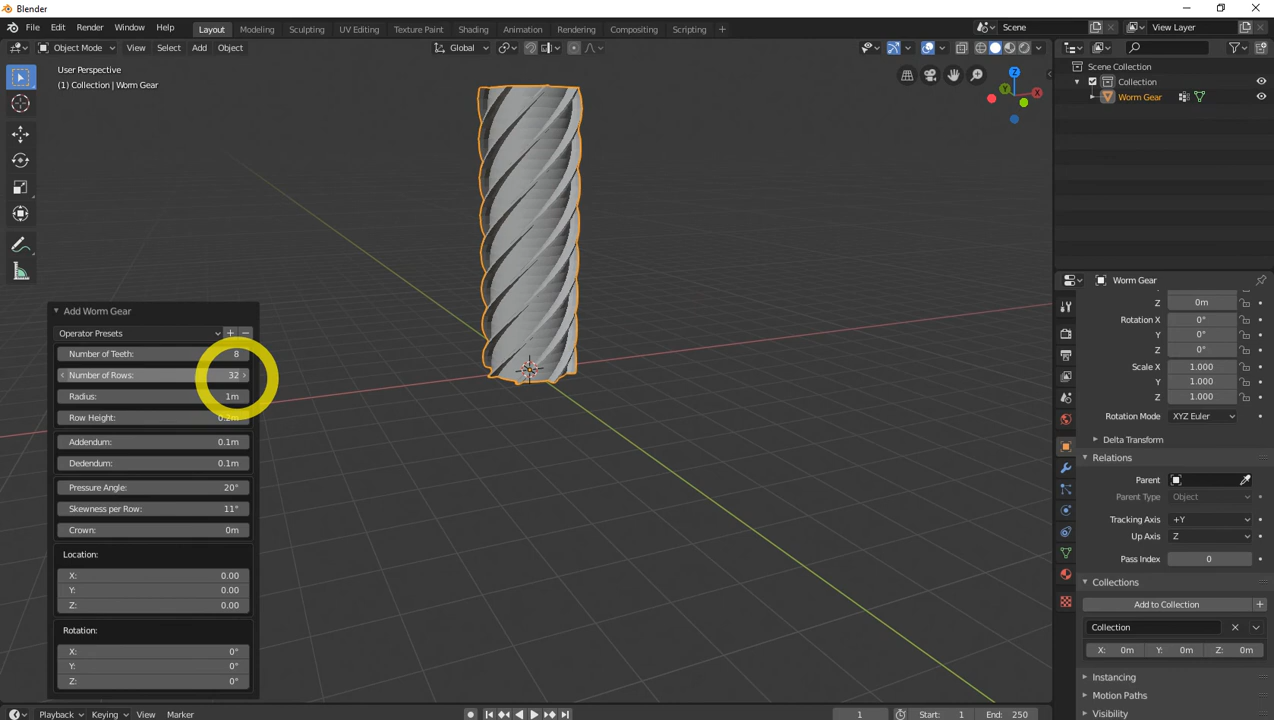 Blender
File Edit Render Window Help Layout Modeling Sculpting UV Editing Texture Paint Shading Animation Rendering Compositing Scripting + Scene View Layer
Object Mode View Select Add Object Global
User Perspective
(1) Collection | Worm Gear
Z
Y
X
Scene Collection
Collection
Worm Gear
Add Worm Gear
Operator Presets + −
Number of Teeth: 8
Number of Rows: 32
Radius: 1m
Row Height: 0.2m
Addendum: 0.1m
Dedendum: 0.1m
Pressure Angle: 20°
Skewness per Row: 11°
Crown: 0m
Location:
X: 0.00
Y: 0.00
Z: 0.00
Rotation:
X: 0°
Y: 0°
Z: 0°
Worm Gear
Z 0m
Rotation X 0°
Y 0°
Z 0°
Scale X 1.000
Y 1.000
Z 1.000
Rotation Mode XYZ Euler
Delta Transform
Relations
Parent
Parent Type Object
Tracking Axis +Y
Up Axis Z
Pass Index 0
Collections
Add to Collection +
Collection
X: 0m Y: 0m Z: 0m
Instancing
Motion Paths
Visibility
Playback Keying View Marker 1 Start: 1 End: 250